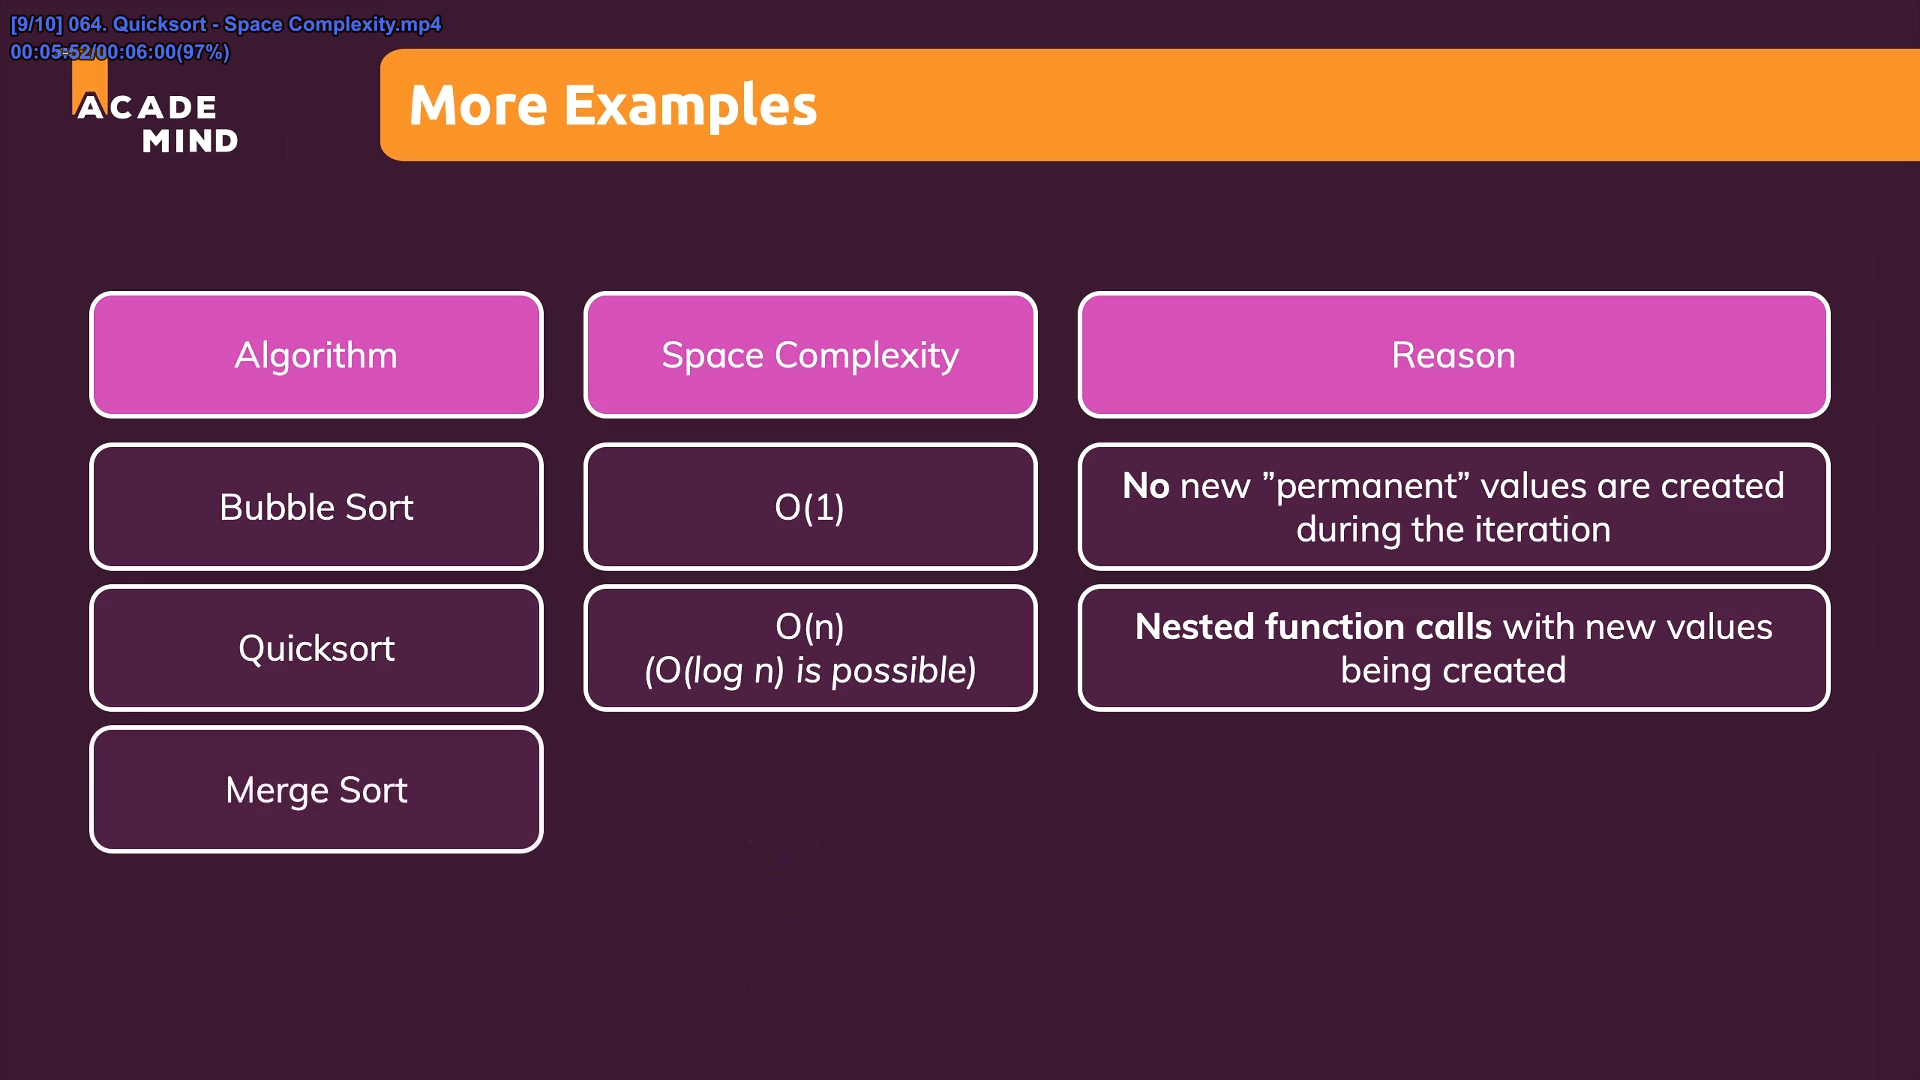 [9/10] 064. Quicksort - Space Complexity.mp4
00:05:52/00:06:00(97%)
ACADE
MIND
More Examples
Algorithm
Space Complexity
Reason
Bubble Sort
O(1)
No new ”permanent” values are created
during the iteration
Quicksort
O(n)
(O(log n) is possible)
Nested function calls with new values
being created
Merge Sort